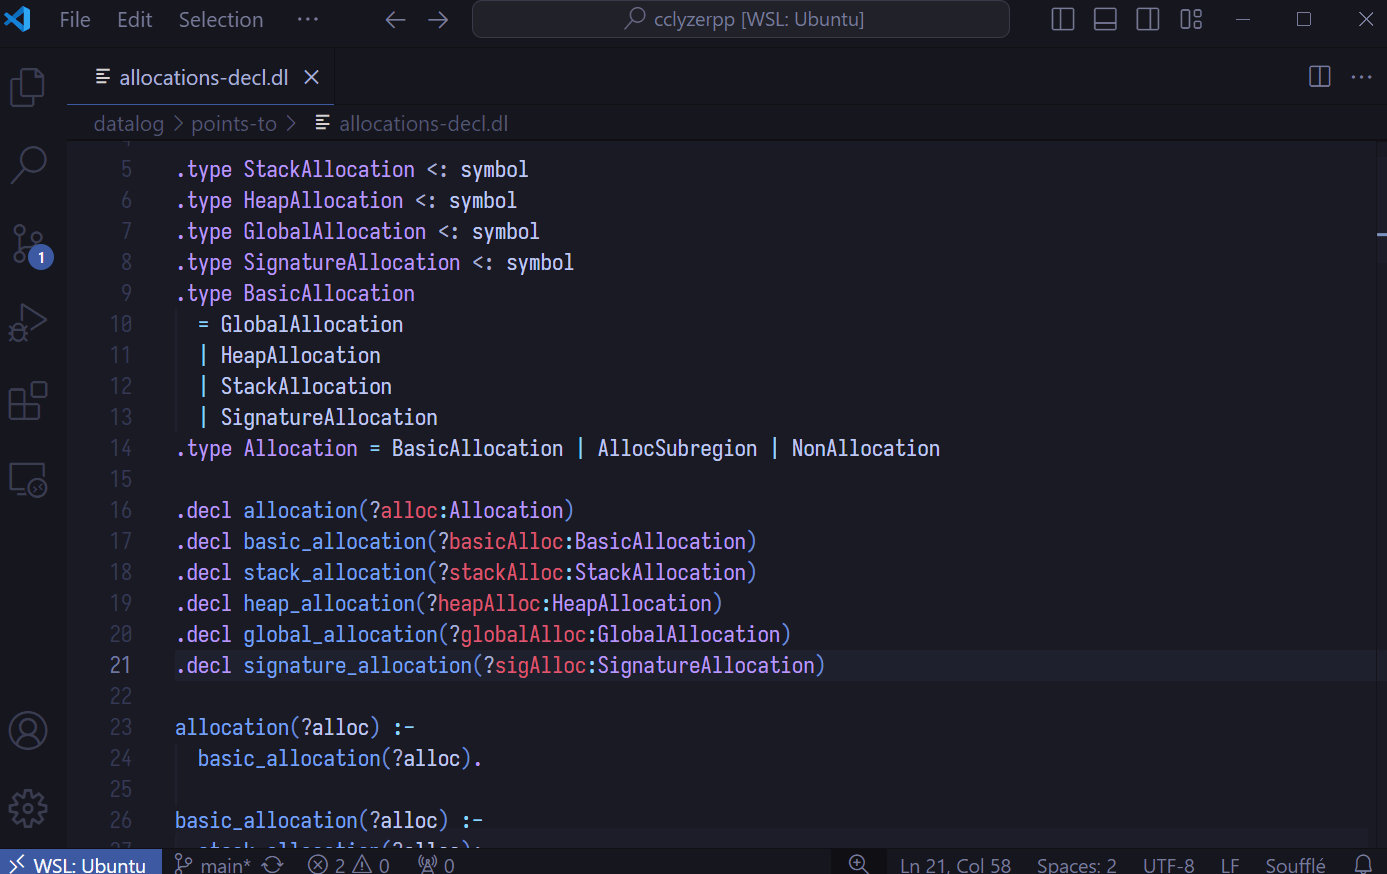 File Edit Selection ··· cclyzerpp [WSL: Ubuntu]
allocations-decl.dl
datalog > points-to > allocations-decl.dl
5 .type StackAllocation <: symbol
6 .type HeapAllocation <: symbol
7 .type GlobalAllocation <: symbol
8 .type SignatureAllocation <: symbol
9 .type BasicAllocation
10 = GlobalAllocation
11 | HeapAllocation
12 | StackAllocation
13 | SignatureAllocation
14 .type Allocation = BasicAllocation | AllocSubregion | NonAllocation
15
16 .decl allocation(?alloc:Allocation)
17 .decl basic_allocation(?basicAlloc:BasicAllocation)
18 .decl stack_allocation(?stackAlloc:StackAllocation)
19 .decl heap_allocation(?heapAlloc:HeapAllocation)
20 .decl global_allocation(?globalAlloc:GlobalAllocation)
21 .decl signature_allocation(?sigAlloc:SignatureAllocation)
22
23 allocation(?alloc) :-
24 basic_allocation(?alloc).
25
26 basic_allocation(?alloc) :-
27 stack_allocation(?alloc);
1
WSL: Ubuntu main* 2 0 0 Ln 21, Col 58 Spaces: 2 UTF-8 LF Soufflé